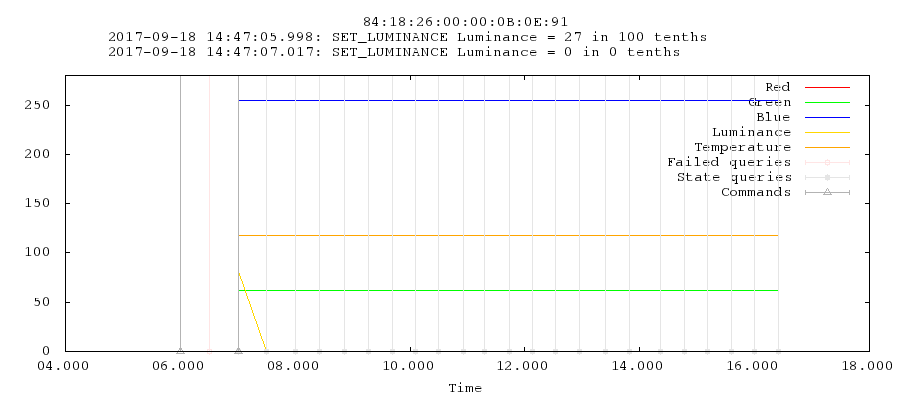 84:18:26:00:00:0B:0E:91
2017-09-18 14:47:05.998: SET_LUMINANCE Luminance = 27 in 100 tenths
2017-09-18 14:47:07.017: SET_LUMINANCE Luminance = 0 in 0 tenths
Red
Green
Blue
Luminance
Temperature
Failed queries
State queries
Commands
250
200
150
100
50
0
04.000 06.000 08.000 10.000 12.000 14.000 16.000 18.000
Time